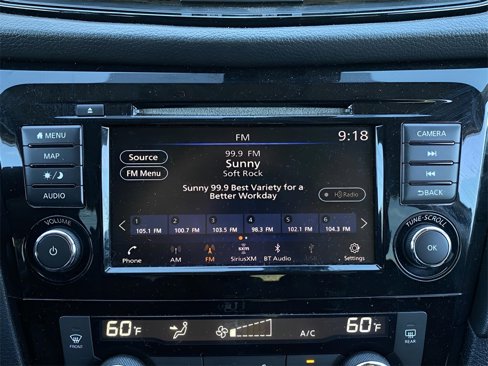 MENU
MAP
AUDIO
VOLUME
FM
9:18
Source
FM Menu
99.9 FM
Sunny
Soft Rock
Sunny 99.9 Best Variety for a
Better Workday
HD Radio
1 2 3 4 5 6
105.1 FM 100.7 FM 103.5 FM 98.3 FM 102.1 FM 104.3 FM
Phone AM FM SiriusXM BT Audio USB Settings
sxm
CAMERA
BACK
TUNE·SCROLL
OK
FRONT
60°F
A/C
60°F
REAR